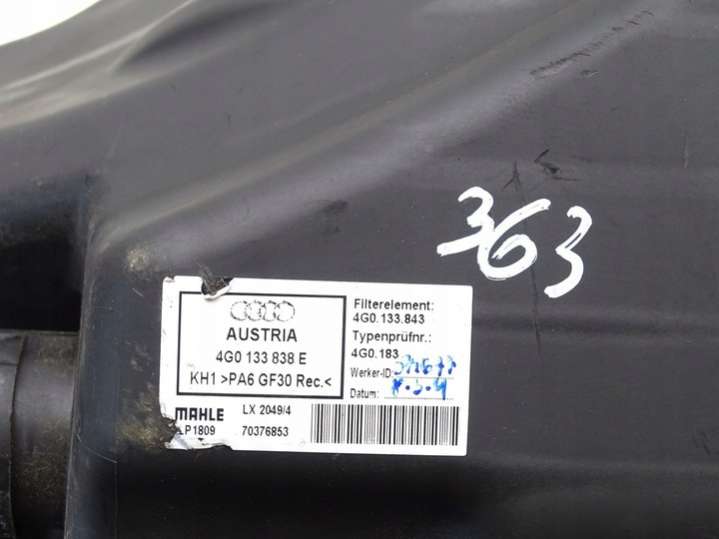 363
AUSTRIA
4G0 133 838 E
KH1 >PA6 GF30 Rec.<
Filterelement:
4G0.133.843
Typenprüfnr.:
4G0.183
Werker-ID:
Datum:
MAHLE
LX 2049/4
P1809
70376853